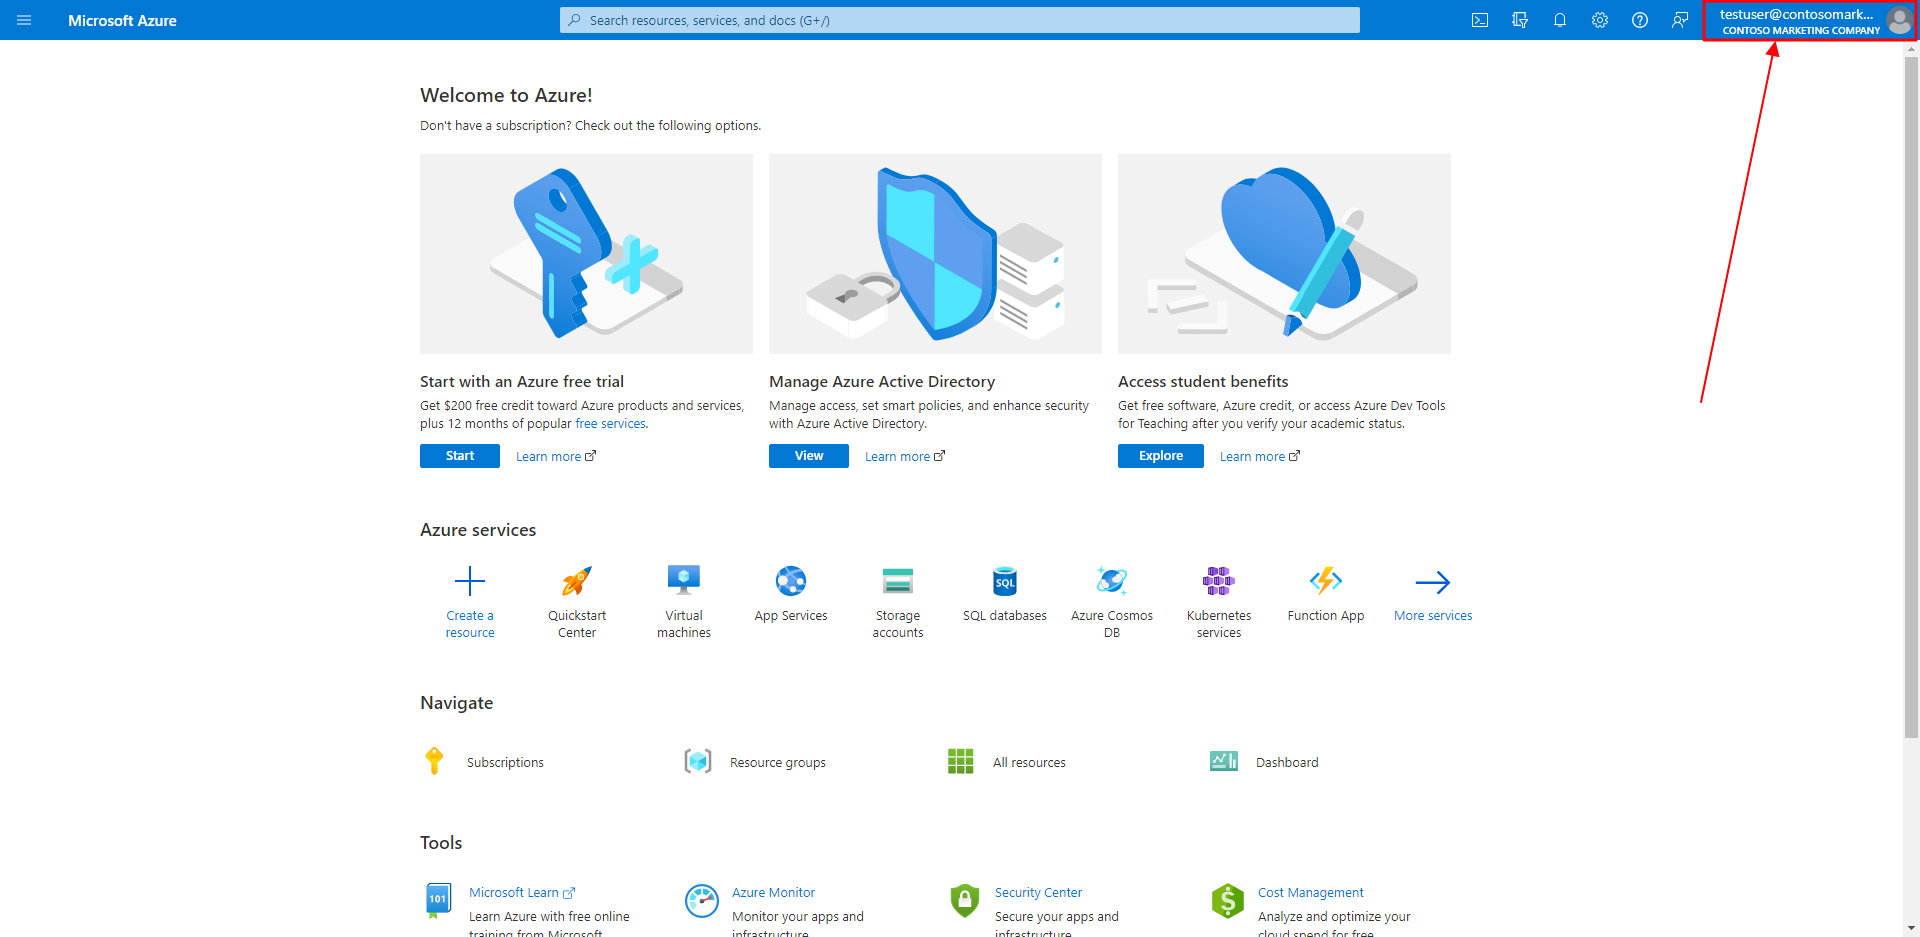 Microsoft Azure
Search resources, services, and docs (G+/)
testuser@contosomark...
CONTOSO MARKETING COMPANY
Welcome to Azure!
Don't have a subscription? Check out the following options.
Start with an Azure free trial
Get $200 free credit toward Azure products and services,
plus 12 months of popular free services.
Start
Learn more
Manage Azure Active Directory
Manage access, set smart policies, and enhance security
with Azure Active Directory.
View
Learn more
Access student benefits
Get free software, Azure credit, or access Azure Dev Tools
for Teaching after you verify your academic status.
Explore
Learn more
Azure services
Create a
resource
Quickstart
Center
Virtual
machines
App Services
Storage
accounts
SQL
SQL databases
Azure Cosmos
DB
Kubernetes
services
Function App
More services
Navigate
Subscriptions
Resource groups
All resources
Dashboard
Tools
101
Microsoft Learn
Learn Azure with free online
training from Microsoft
Azure Monitor
Monitor your apps and
infrastructure
Security Center
Secure your apps and
infrastructure
$
Cost Management
Analyze and optimize your
cloud spend for free